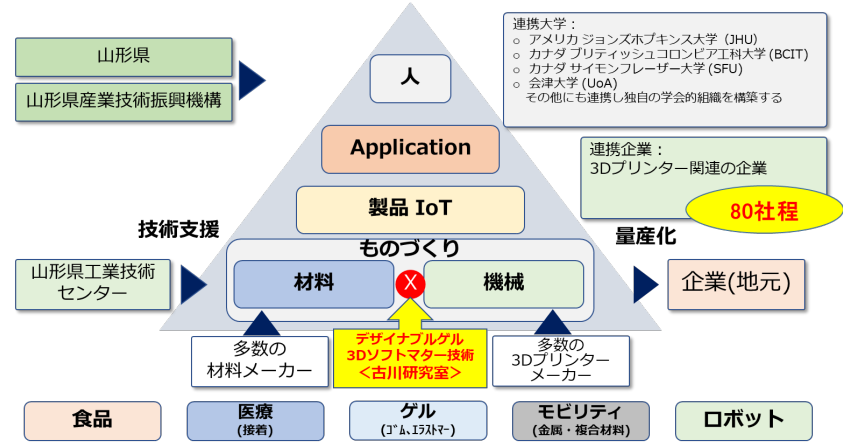 山形県
山形県産業技術振興機構
人
連携大学：
○ アメリカ ジョンズホプキンス大学（JHU）
○ カナダ ブリティッシュコロンビア工科大学 (BCIT)
○ カナダ サイモンフレーザー大学 (SFU)
○ 会津大学 (UoA)
その他にも連携し独自の学会的組織を構築する
Application
連携企業：
3Dプリンター関連の企業
80社程
製品 IoT
技術支援
量産化
ものづくり
山形県工業技術
センター
材料
X
機械
企業(地元)
多数の
材料メーカー
デザイナブルゲル
3Dソフトマター技術
＜古川研究室＞
多数の
3Dプリンター
メーカー
食品
医療
(接着)
ゲル
(ｺﾞﾑ、ｴﾗｽﾄﾏｰ)
モビリティ
(金属・複合材料)
ロボット